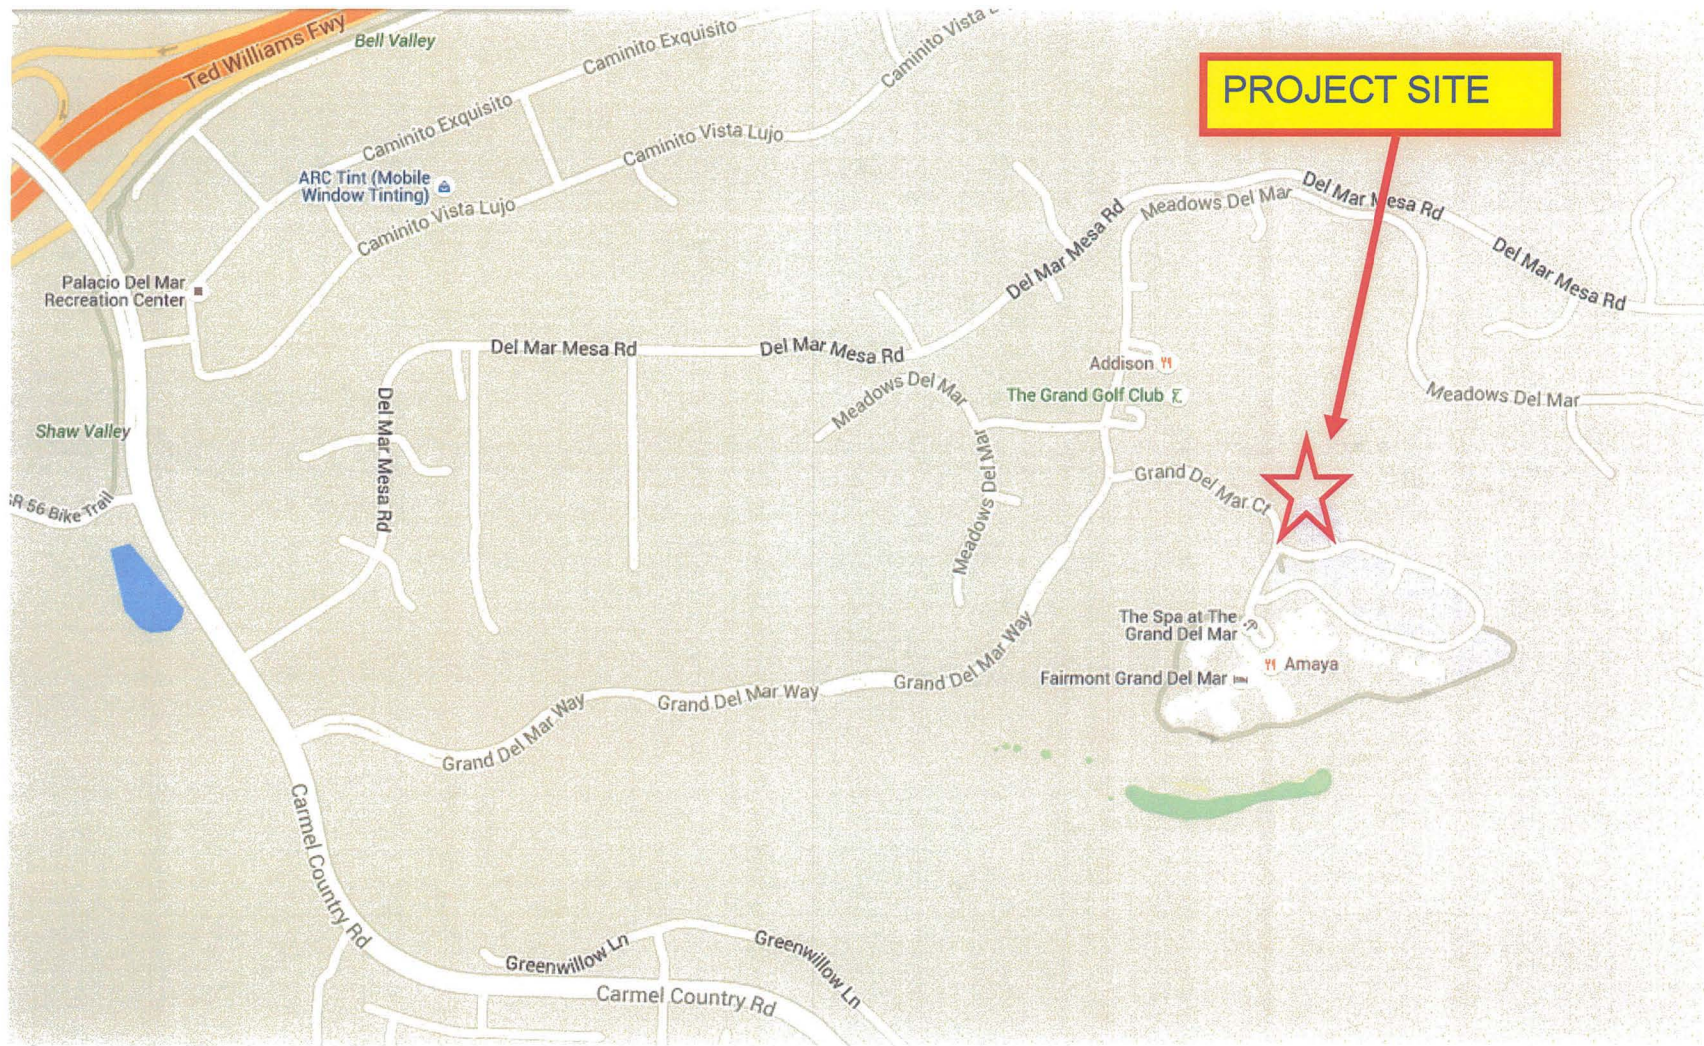 Ted Williams Fwy
Bell Valley
Caminito Exquisito
Caminito Vista
PROJECT SITE
Caminito Exquisito
Caminito Vista Lujo
ARC Tint (Mobile
Window Tinting)
Caminito Vista Lujo
Meadows Del Mar
Del Mar Mesa Rd
Del Mar Mesa Rd
Del Mar Mesa Rd
Del Mar Mesa Rd
Palacio Del Mar
Recreation Center
Del Mar Mesa Rd
Del Mar Mesa Rd
Addison
The Grand Golf Club
Meadows Del Mar
Meadows Del Mar
Del Mar Mesa Rd
Shaw Valley
Meadows Del Mar
Grand Del Mar Ct
SR 56 Bike Trail
The Spa at The
Grand Del Mar
Amaya
Fairmont Grand Del Mar
Grand Del Mar Way
Grand Del Mar Way
Grand Del Mar Way
Carmel Country Rd
Greenwillow Ln
Greenwillow Ln
Carmel Country Rd